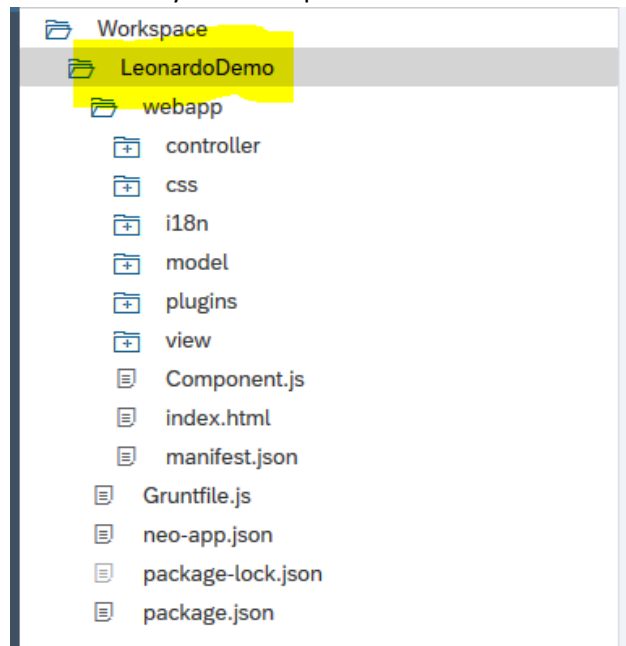 Workspace
LeonardoDemo
webapp
controller
css
i18n
model
plugins
view
Component.js
index.html
manifest.json
Gruntfile.js
neo-app.json
package-lock.json
package.json